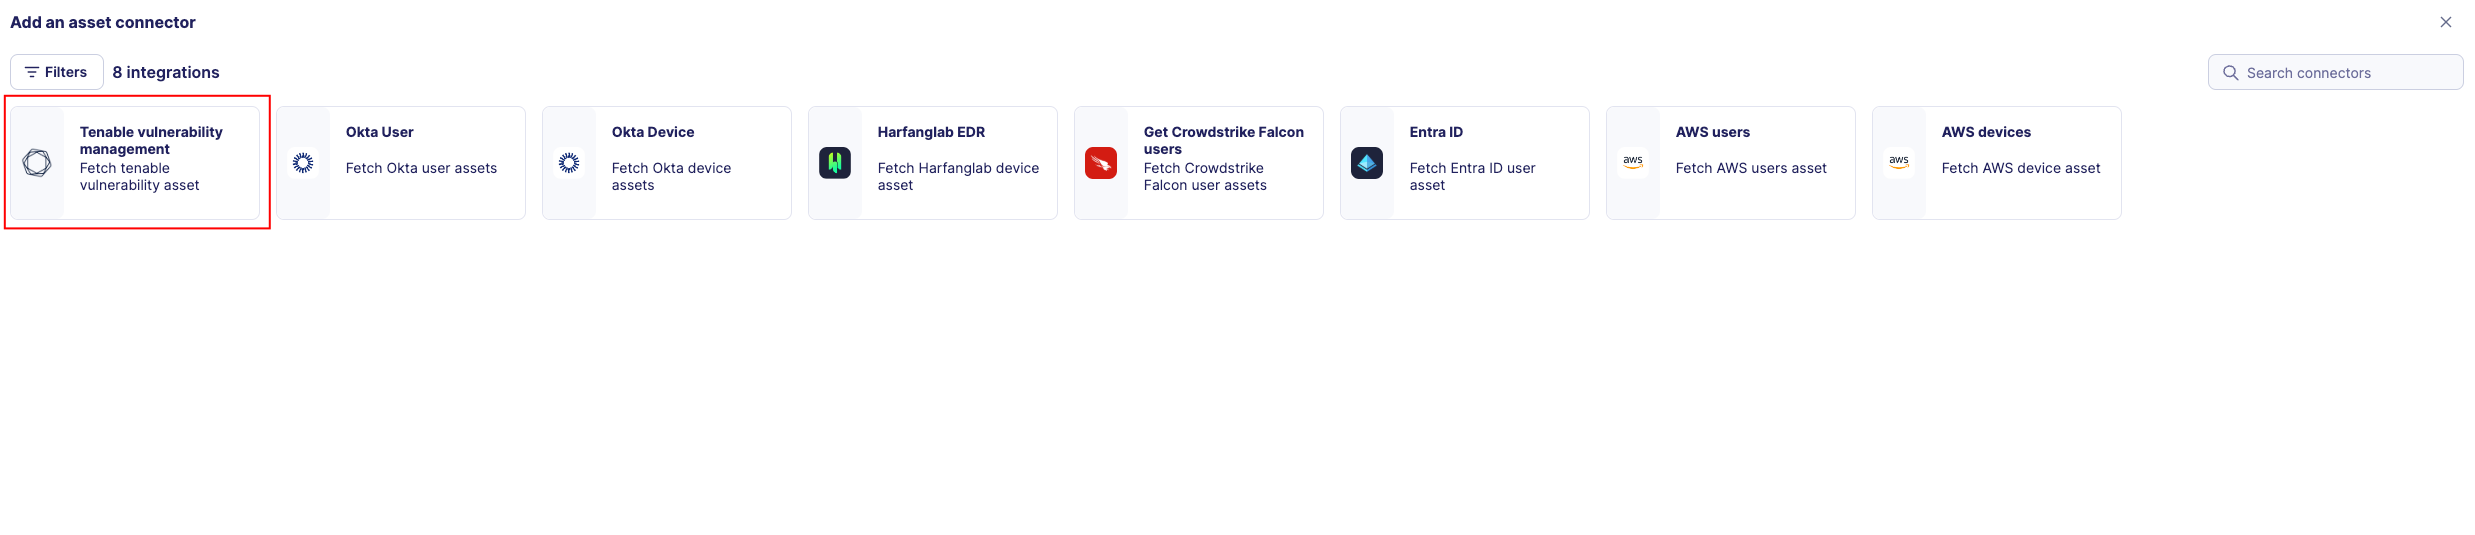 Add an asset connector
Filters
8 integrations
Search connectors
Tenable vulnerability
management
Fetch tenable
vulnerability asset
Okta User
Fetch Okta user assets
Okta Device
Fetch Okta device
assets
Harfanglab EDR
Fetch Harfanglab device
asset
Get Crowdstrike Falcon
users
Fetch Crowdstrike
Falcon user assets
Entra ID
Fetch Entra ID user
asset
aws
AWS users
Fetch AWS users asset
aws
AWS devices
Fetch AWS device asset